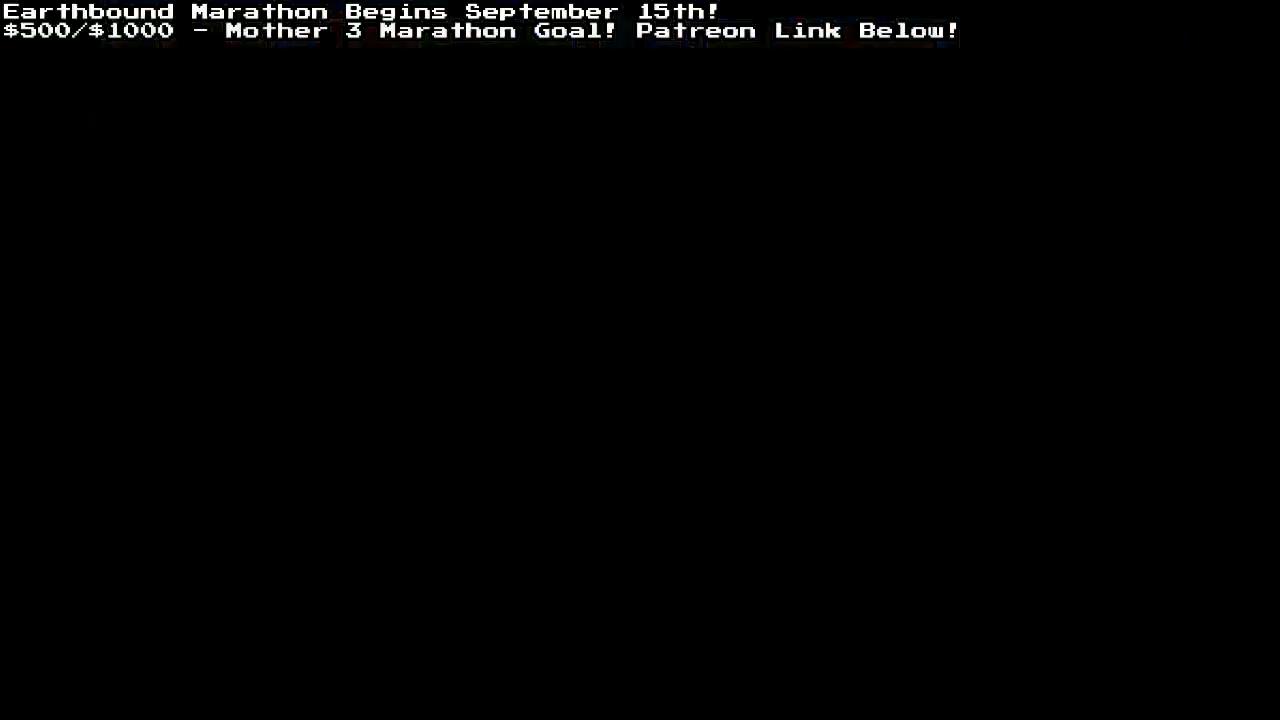 Earthbound Marathon Begins September 15th!
$500/$1000 - Mother 3 Marathon Goal! Patreon Link Below!